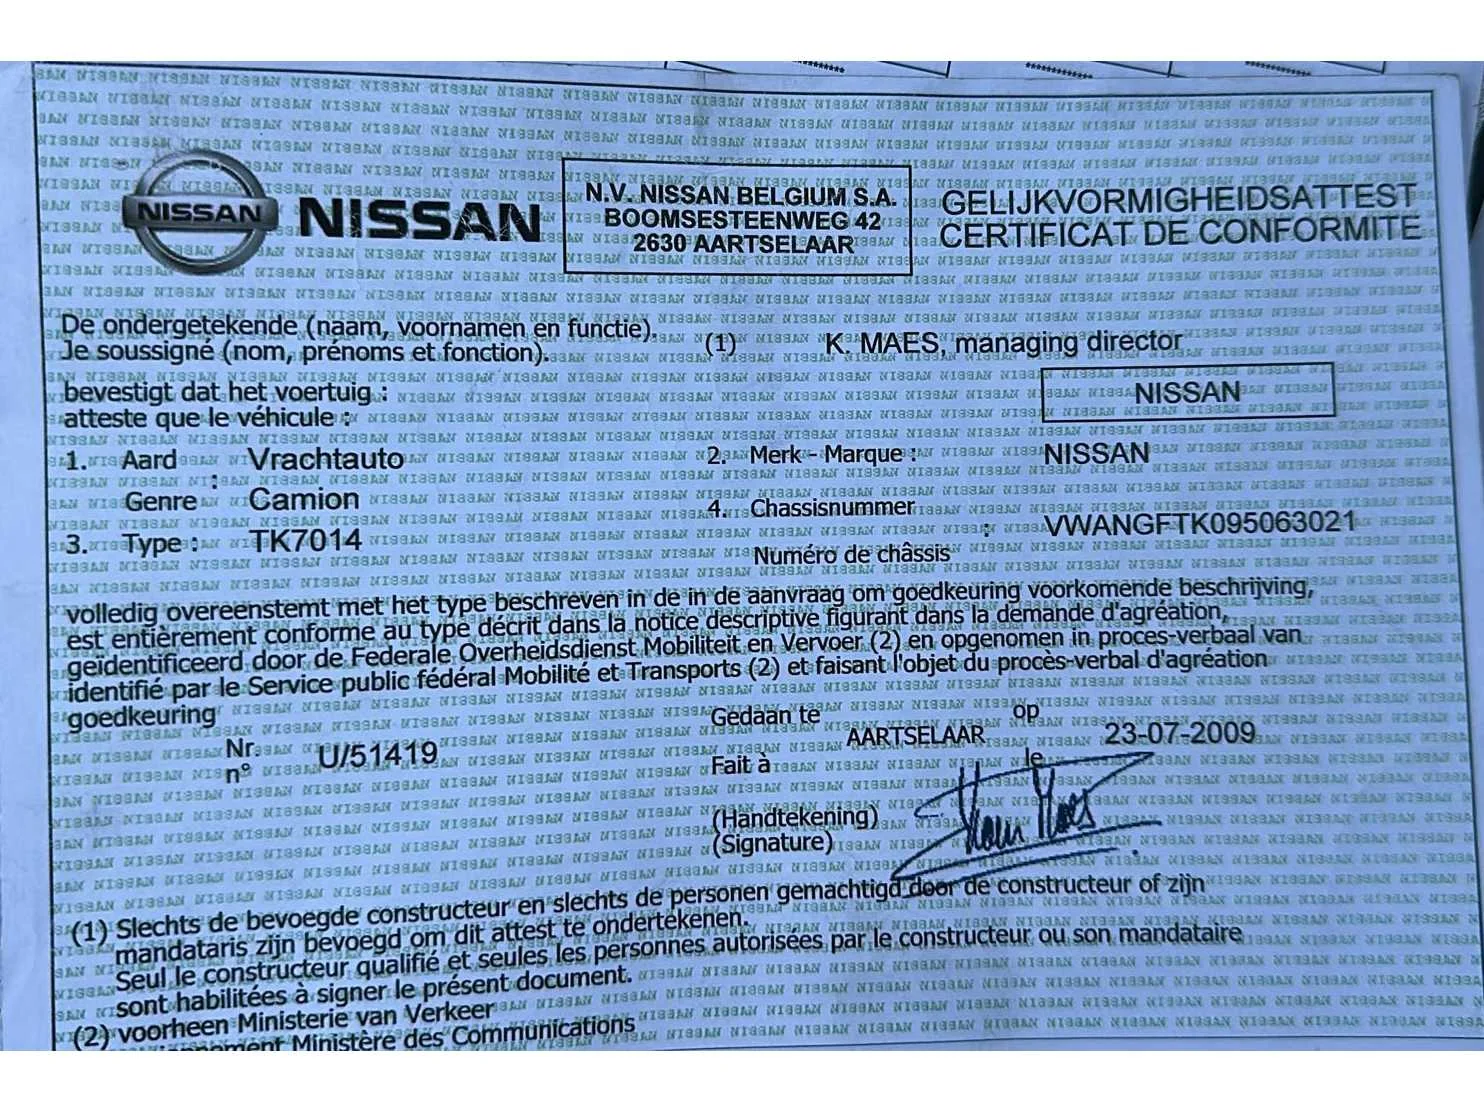 NISSAN NISSAN
N.V. NISSAN BELGIUM S.A.
BOOMSESTEENWEG 42
2630 AARTSELAAR
GELIJKVORMIGHEIDSATTEST
CERTIFICAT DE CONFORMITE
De ondergetekende (naam, voornamen en functie).
Je soussigné (nom, prénoms et fonction).
(1) K. MAES, managing director
bevestigt dat het voertuig :
atteste que le véhicule :
NISSAN
1. Aard : Vrachtauto
Genre Camion
2. Merk - Marque : NISSAN
3. Type : TK7014
4. Chassisnummer : VWANGFTK095063021
Numéro de châssis
volledig overeenstemt met het type beschreven in de in de aanvraag om goedkeuring voorkomende beschrijving,
est entièrement conforme au type décrit dans la notice descriptive figurant dans la demande d'agréation,
geidentificeerd door de Federale Overheidsdienst Mobiliteit en Vervoer (2) en opgenomen in proces-verbaal van
identifié par le Service public fédéral Mobilité et Transports (2) et faisant l'objet du procès-verbal d'agréation
goedkeuring
Nr.
n° U/51419
Gedaan te AARTSELAAR op 23-07-2009
Fait à le
(Handtekening)
(Signature)
(1) Slechts de bevoegde constructeur en slechts de personen gemachtigd door de constructeur of zijn
mandataris zijn bevoegd om dit attest te ondertekenen.
Seul le constructeur qualifié et seules les personnes autorisées par le constructeur ou son mandataire
sont habilitées à signer le présent document.
(2) voorheen Ministerie van Verkeer
Ministère des Communications